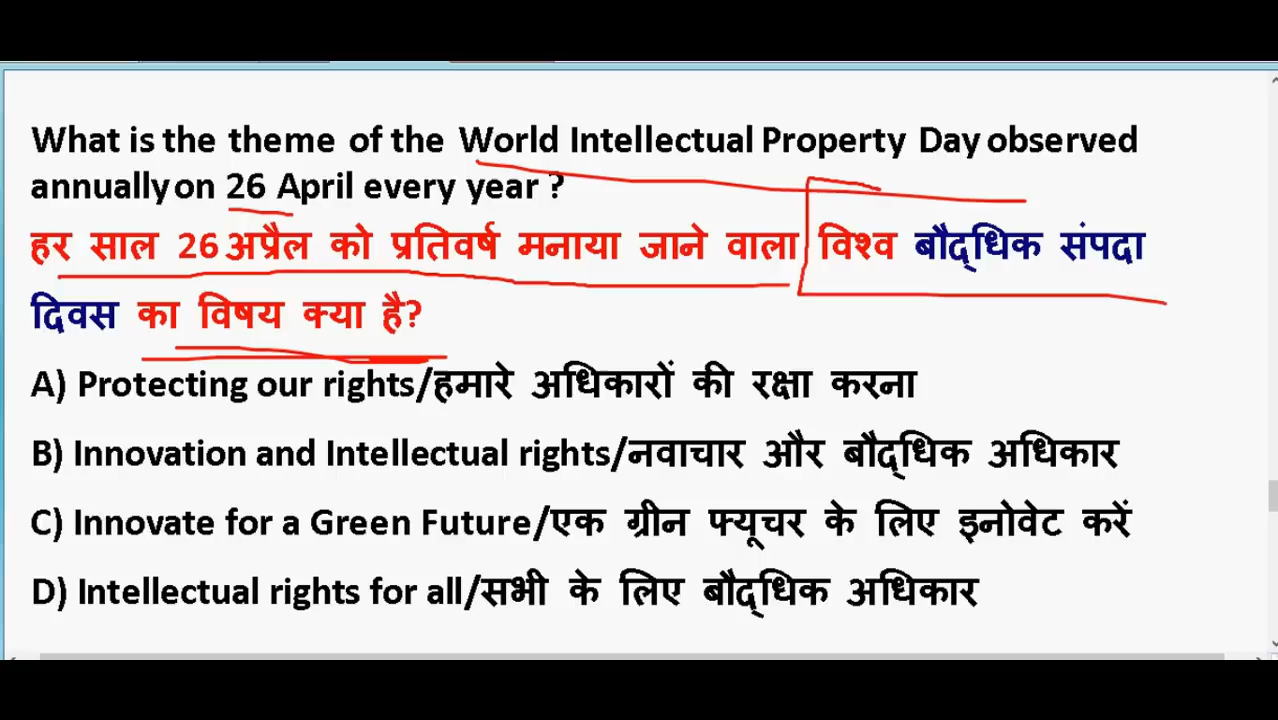 What is the theme of the World Intellectual Property Day observed
annually on 26 April every year ?
हर साल 26 अप्रैल को प्रतिवर्ष मनाया जाने वाला विश्व बौद्धिक संपदा
दिवस का विषय क्या है?
A) Protecting our rights/हमारे अधिकारों की रक्षा करना
B) Innovation and Intellectual rights/नवाचार और बौद्धिक अधिकार
C) Innovate for a Green Future/एक ग्रीन फ्यूचर के लिए इनोवेट करें
D) Intellectual rights for all/सभी के लिए बौद्धिक अधिकार